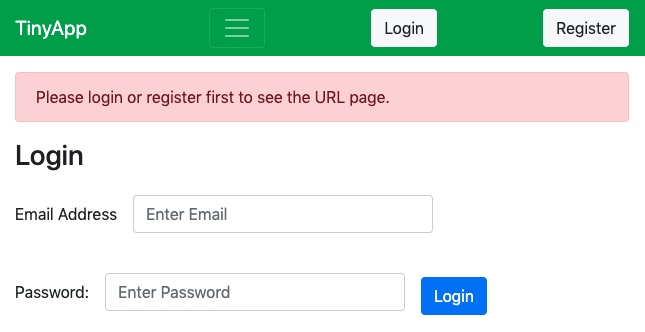 TinyApp
Login
Register
Please login or register first to see the URL page.
Login
Email Address
Enter Email
Password:
Enter Password
Login